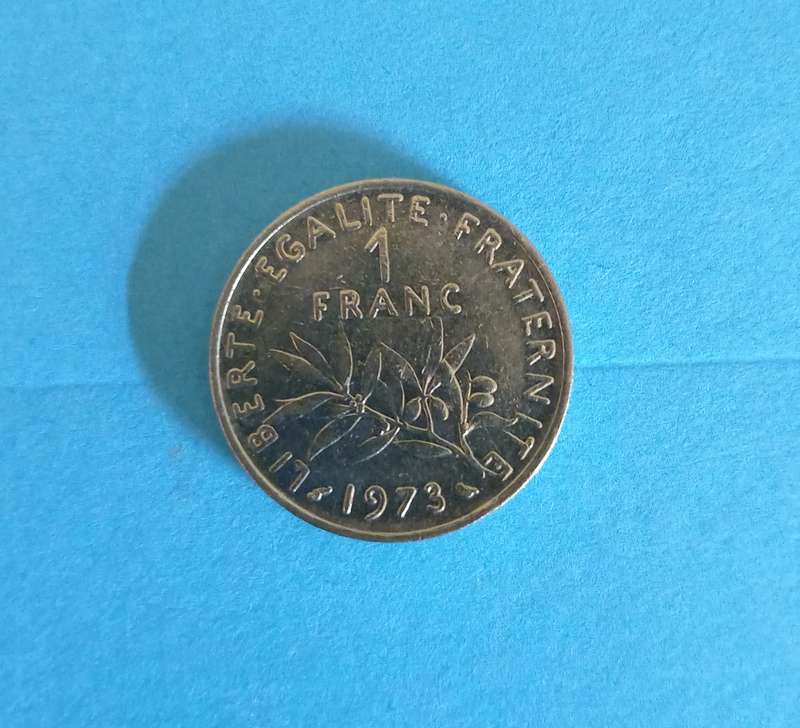 LIBERTE · EGALITE · FRATERNITE
1
FRANC
1973